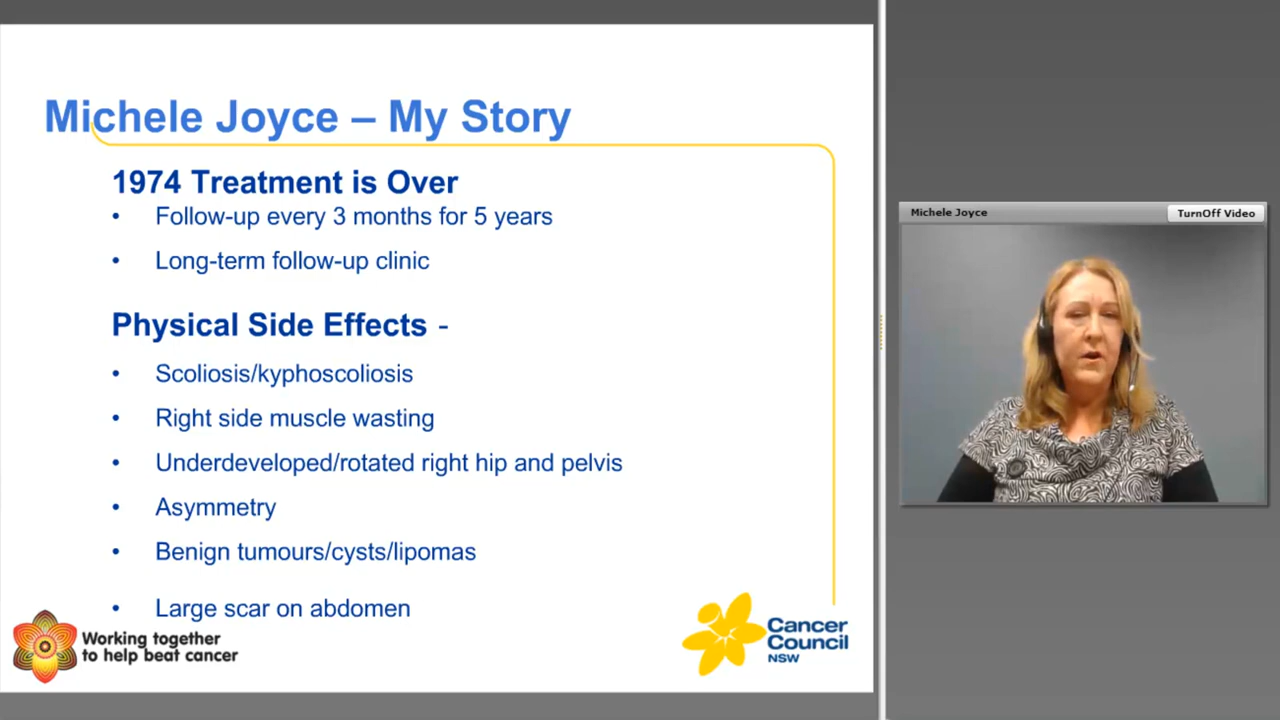 Michele Joyce – My Story
1974 Treatment is Over
• Follow-up every 3 months for 5 years
• Long-term follow-up clinic
Physical Side Effects -
• Scoliosis/kyphoscoliosis
• Right side muscle wasting
• Underdeveloped/rotated right hip and pelvis
• Asymmetry
• Benign tumours/cysts/lipomas
• Large scar on abdomen
Working together
to help beat cancer
Cancer
Council
NSW
Michele Joyce
TurnOff Video